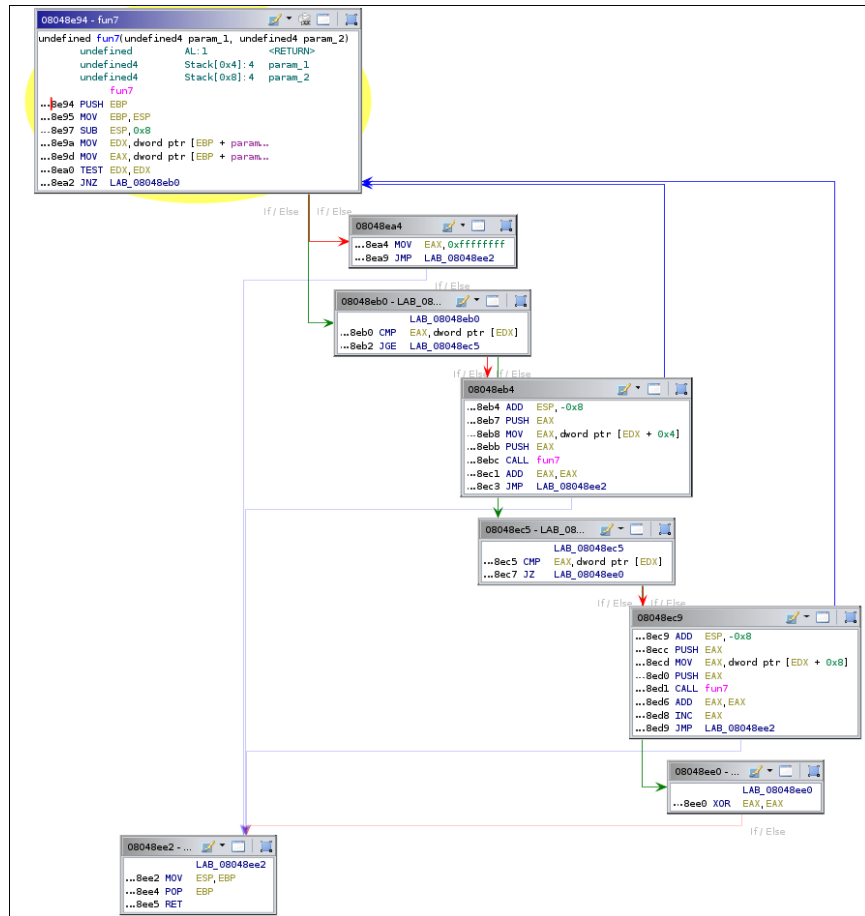 08048e94 - fun7
undefined fun7(undefined4 param_1, undefined4 param_2)
undefined AL:1 <RETURN>
undefined4 Stack[0x4]:4 param_1
undefined4 Stack[0x8]:4 param_2
fun7
...8e94 PUSH EBP
...8e95 MOV EBP,ESP
...8e97 SUB ESP,0x8
...8e9a MOV EDX,dword ptr [EBP + param...
...8e9d MOV EAX,dword ptr [EBP + param...
...8ea0 TEST EDX,EDX
...8ea2 JNZ LAB_08048eb0
If / Else If / Else
08048ea4
...8ea4 MOV EAX,0xffffffff
...8ea9 JMP LAB_08048ee2
If / Else
08048eb0 - LAB_08...
LAB_08048eb0
...8eb0 CMP EAX,dword ptr [EDX]
...8eb2 JGE LAB_08048ec5
If / Else If / Else
08048eb4
...8eb4 ADD ESP,-0x8
...8eb7 PUSH EAX
...8eb8 MOV EAX,dword ptr [EDX + 0x4]
...8ebb PUSH EAX
...8ebc CALL fun7
...8ec1 ADD EAX,EAX
...8ec3 JMP LAB_08048ee2
08048ec5 - LAB_08...
LAB_08048ec5
...8ec5 CMP EAX,dword ptr [EDX]
...8ec7 JZ LAB_08048ee0
If / Else If / Else
08048ec9
...8ec9 ADD ESP,-0x8
...8ecc PUSH EAX
...8ecd MOV EAX,dword ptr [EDX + 0x8]
...8ed0 PUSH EAX
...8ed1 CALL fun7
...8ed6 ADD EAX,EAX
...8ed8 INC EAX
...8ed9 JMP LAB_08048ee2
08048ee0 - ...
LAB_08048ee0
...8ee0 XOR EAX,EAX
If / Else
08048ee2 - ...
LAB_08048ee2
...8ee2 MOV ESP,EBP
...8ee4 POP EBP
...8ee5 RET